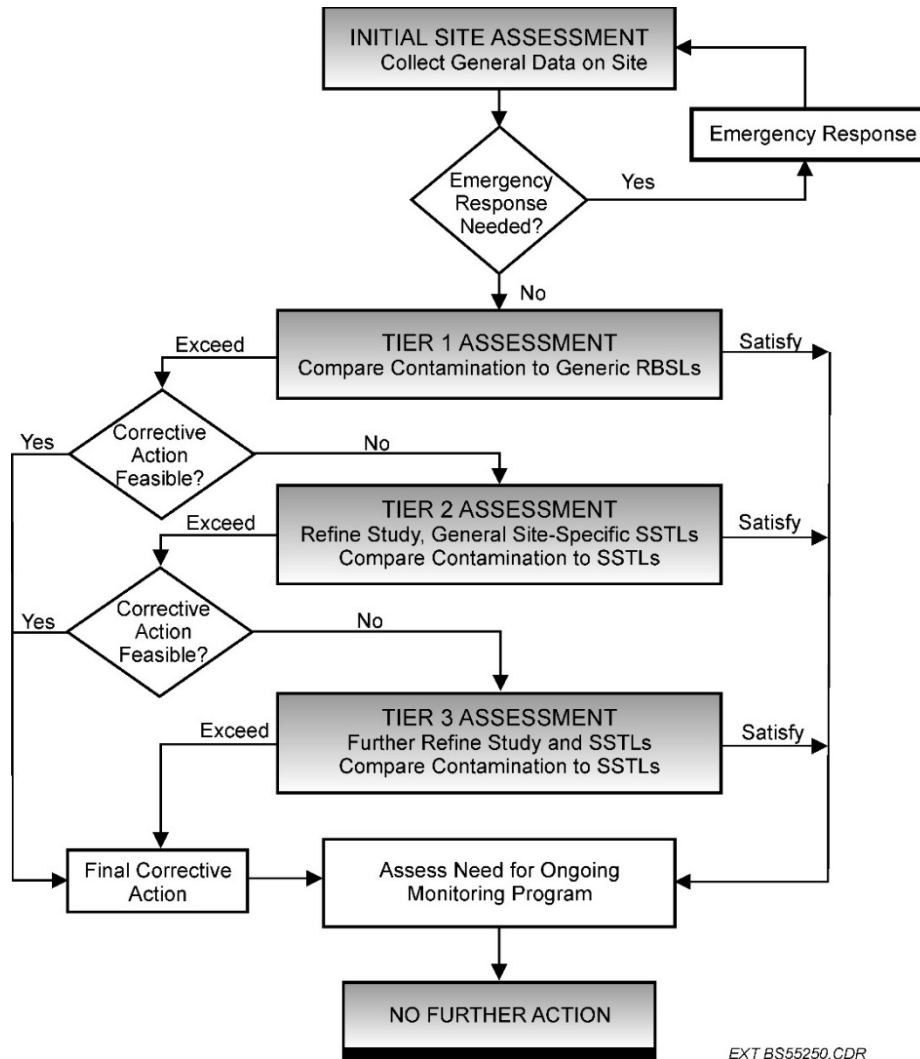 INITIAL SITE ASSESSMENT
Collect General Data on Site
Emergency Response
Emergency
Response
Needed?
Yes
No
TIER 1 ASSESSMENT
Compare Contamination to Generic RBSLs
Exceed
Satisfy
Corrective
Action
Feasible?
Yes
No
TIER 2 ASSESSMENT
Refine Study, General Site-Specific SSTLs
Compare Contamination to SSTLs
Exceed
Satisfy
Corrective
Action
Feasible?
Yes
No
TIER 3 ASSESSMENT
Further Refine Study and SSTLs
Compare Contamination to SSTLs
Exceed
Satisfy
Final Corrective
Action
Assess Need for Ongoing
Monitoring Program
NO FURTHER ACTION
EXT BS55250.CDR